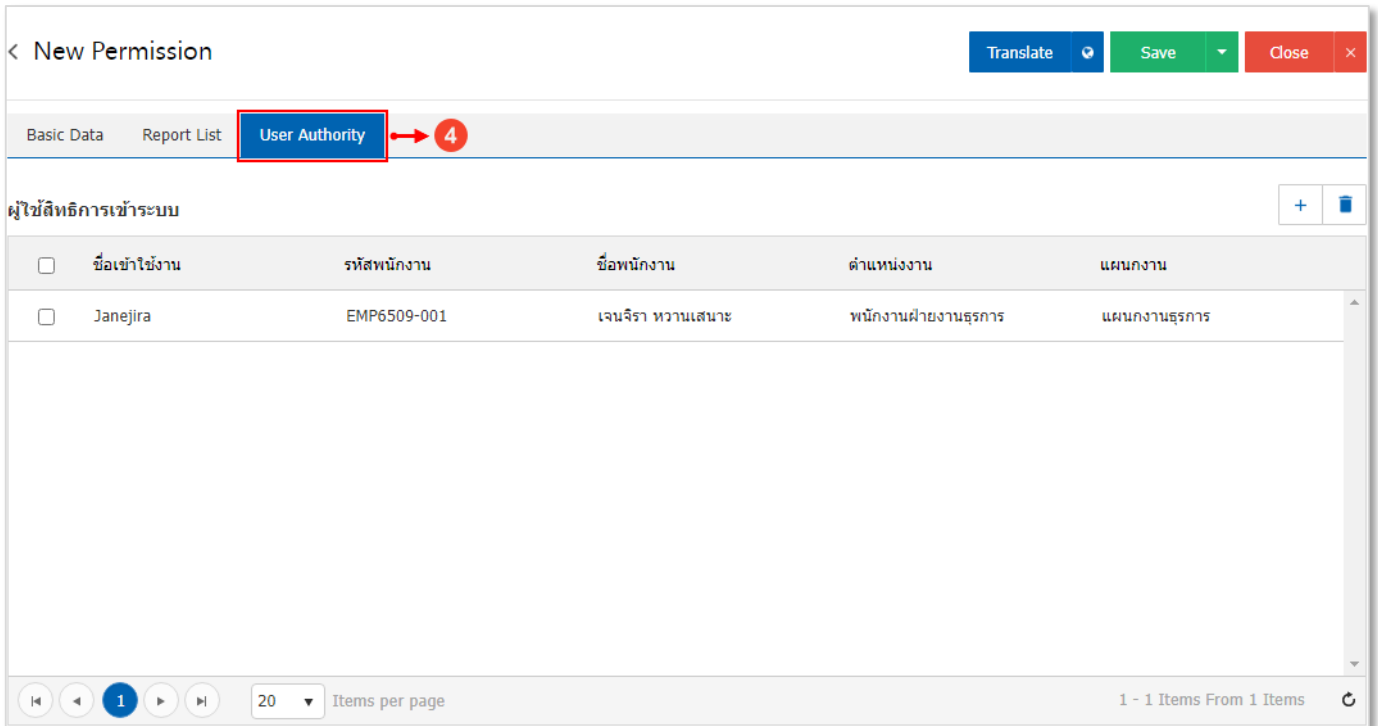 New Permission
Translate Save Close
Basic Data Report List User Authority 4
ผู้ใช้สิทธิการเข้าระบบ
ชื่อเข้าใช้งาน รหัสพนักงาน ชื่อพนักงาน ตำแหน่งงาน แผนกงาน
Janejira EMP6509-001 เจนจิรา หวานเสนาะ พนักงานฝ่ายงานธุรการ แผนกงานธุรการ
1 20 Items per page 1 - 1 Items From 1 Items